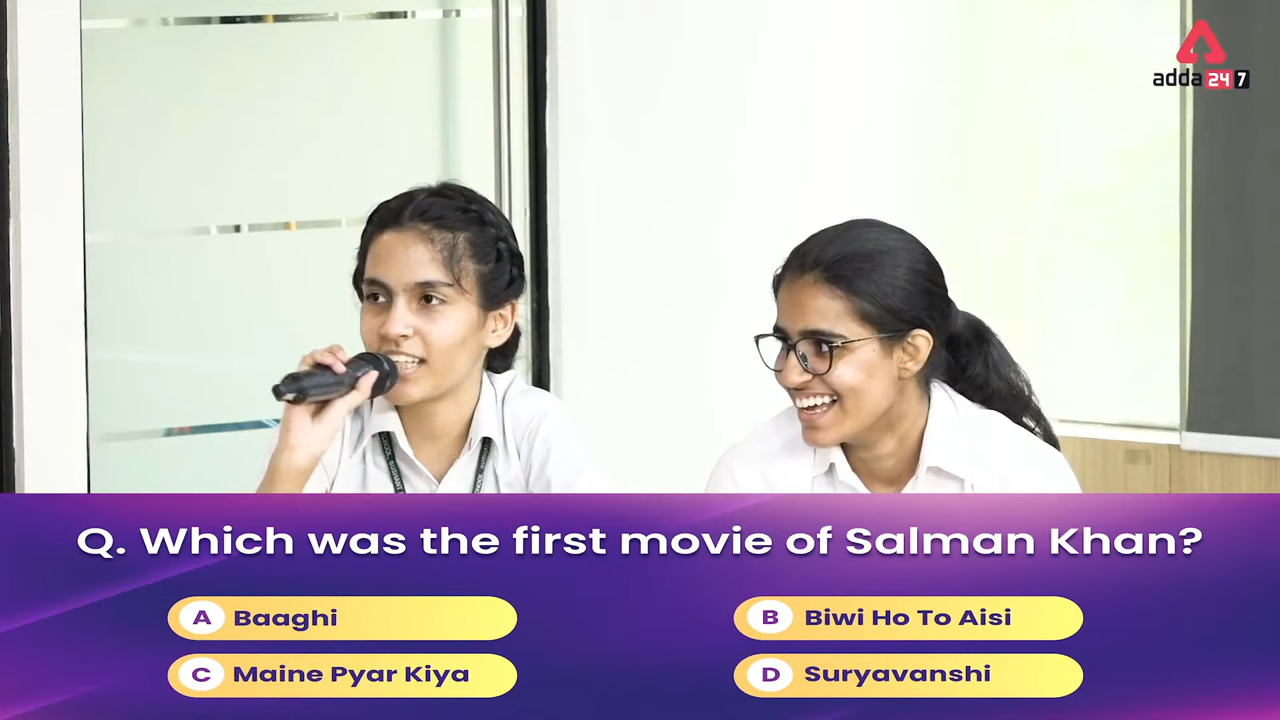 adda 24 7
Q. Which was the first movie of Salman Khan?
A Baaghi
B Biwi Ho To Aisi
C Maine Pyar Kiya
D Suryavanshi